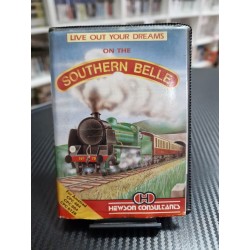 LIVE OUT YOUR DREAMS
ON THE
SOUTHERN BELLE
HEWSON CONSULTANTS